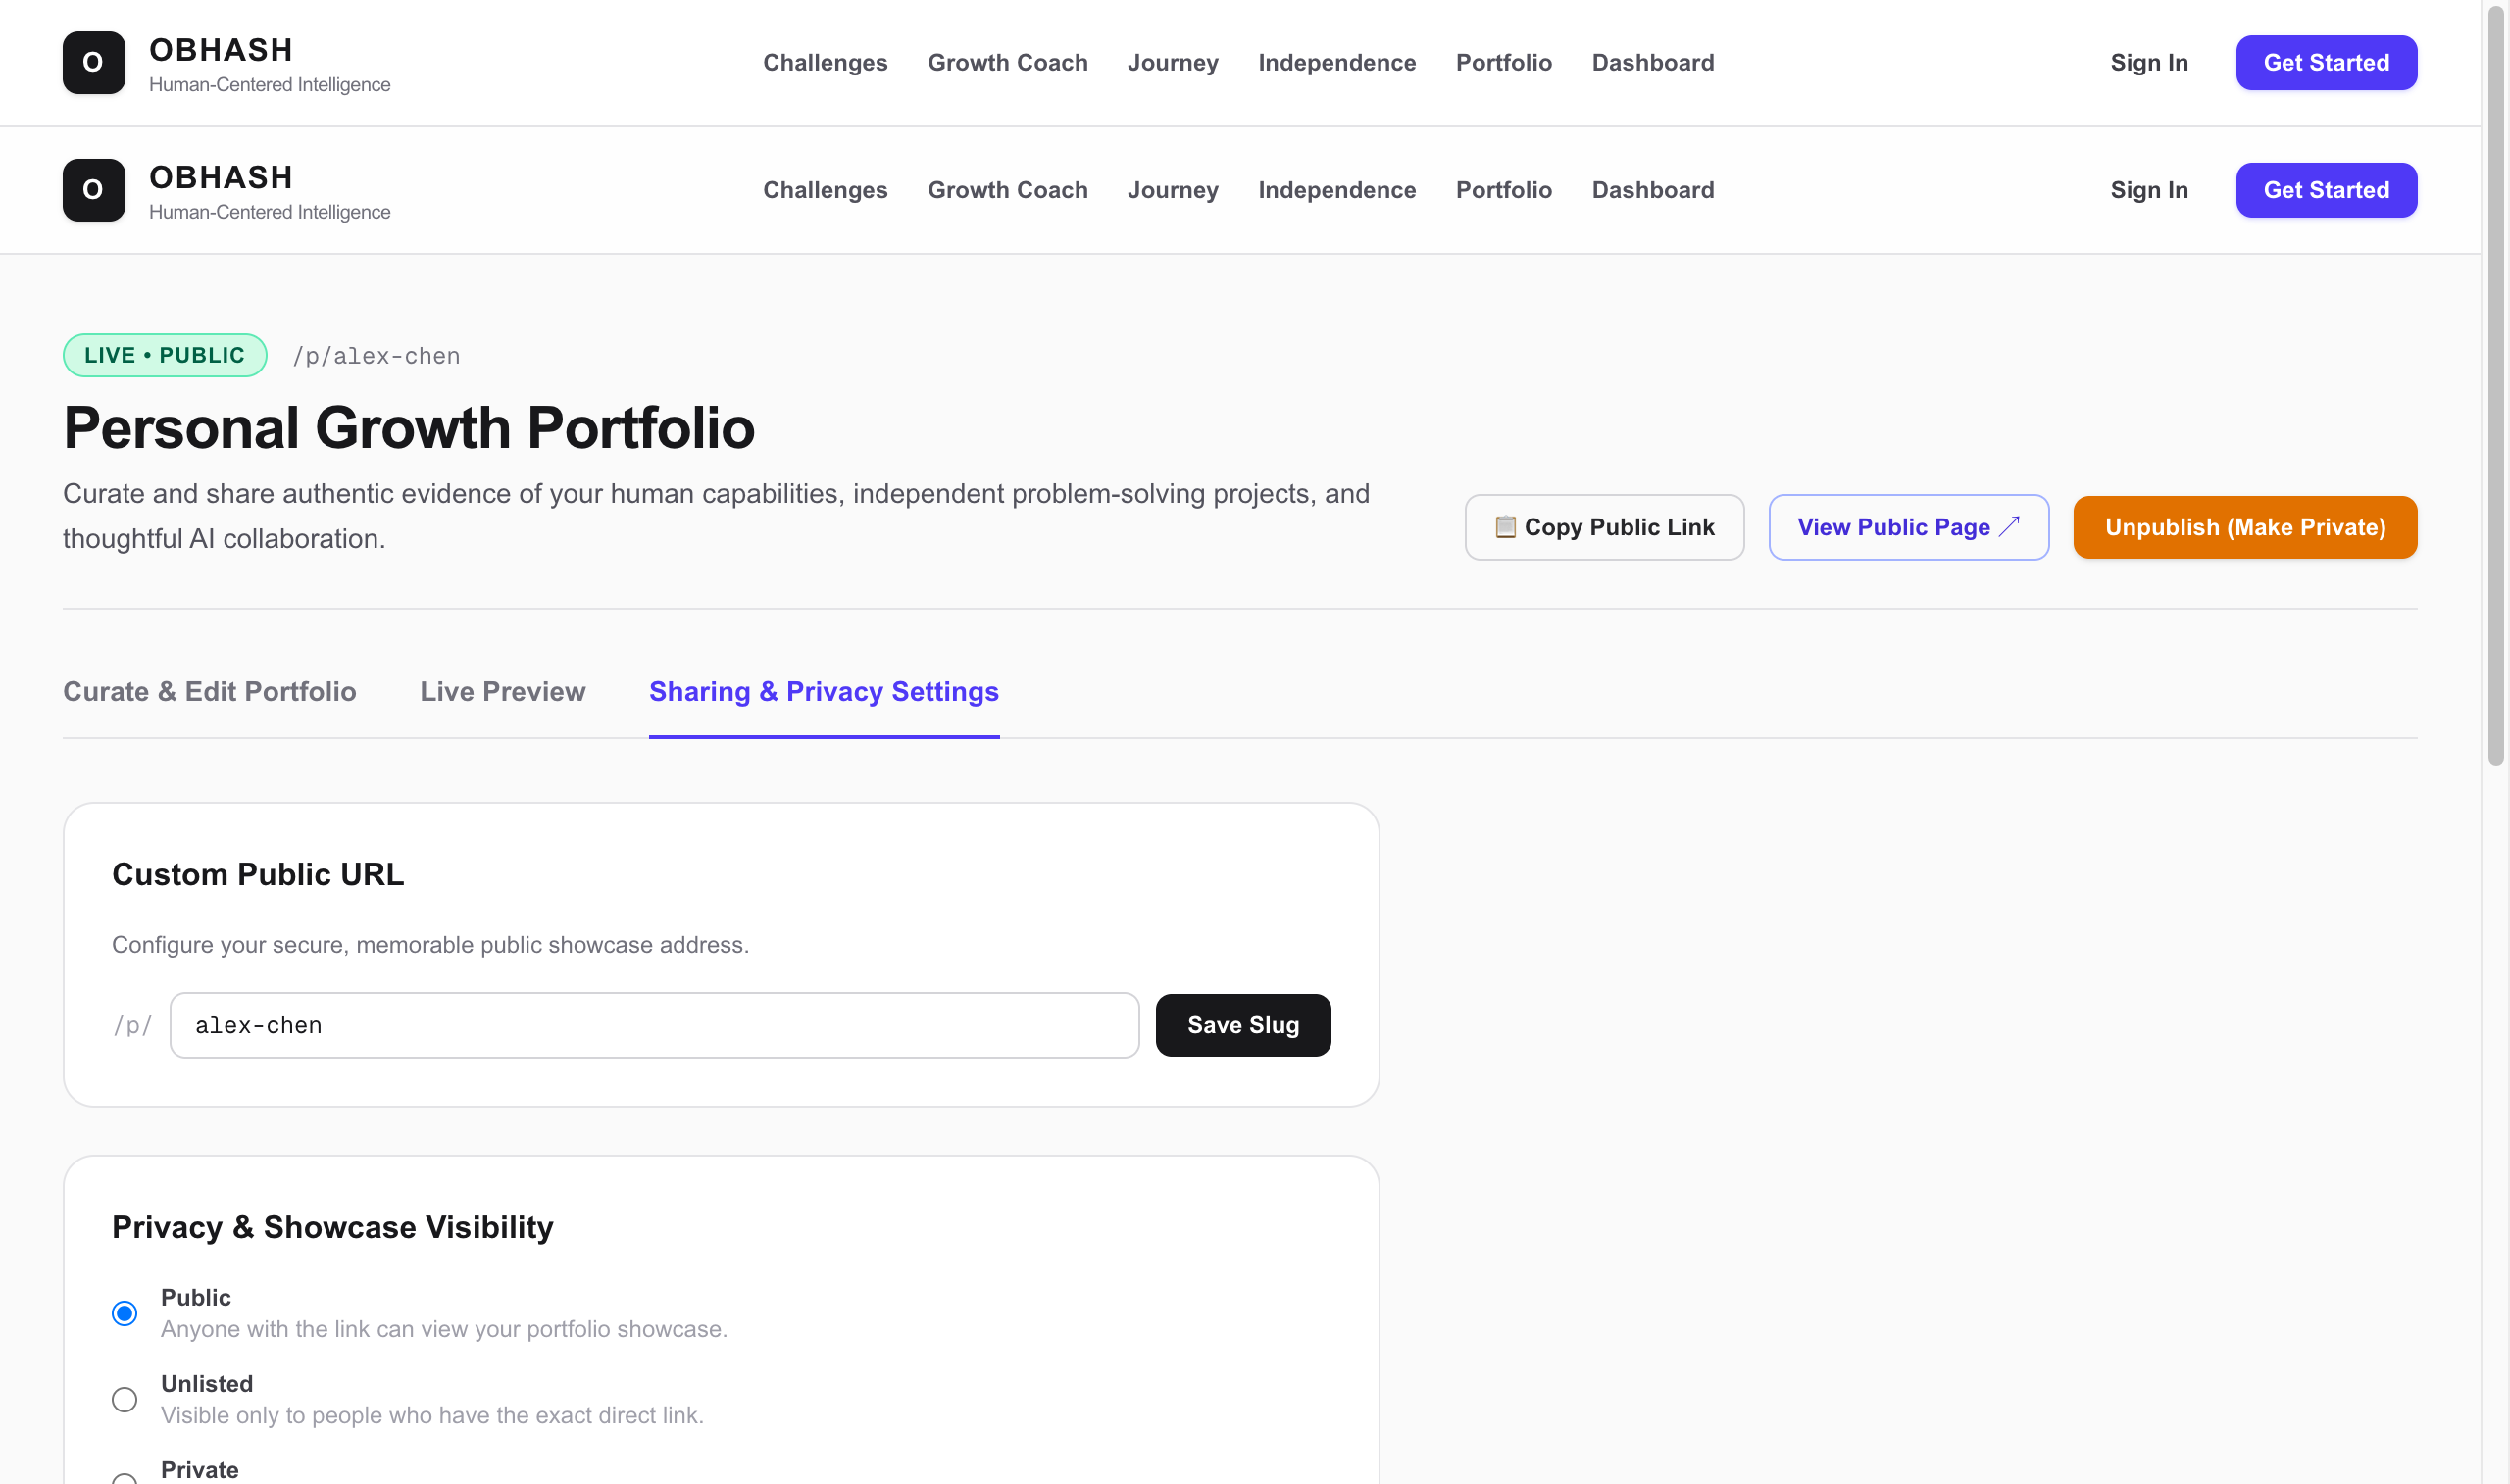 O
OBHASH
Human-Centered Intelligence
Challenges Growth Coach Journey Independence Portfolio Dashboard
Sign In Get Started
O
OBHASH
Human-Centered Intelligence
Challenges Growth Coach Journey Independence Portfolio Dashboard
Sign In Get Started
LIVE • PUBLIC /p/alex-chen
Personal Growth Portfolio
Curate and share authentic evidence of your human capabilities, independent problem-solving projects, and
thoughtful AI collaboration.
📋 Copy Public Link View Public Page ↗ Unpublish (Make Private)
Curate & Edit Portfolio Live Preview Sharing & Privacy Settings
Custom Public URL
Configure your secure, memorable public showcase address.
/p/ alex-chen Save Slug
Privacy & Showcase Visibility
Public
Anyone with the link can view your portfolio showcase.
Unlisted
Visible only to people who have the exact direct link.
Private